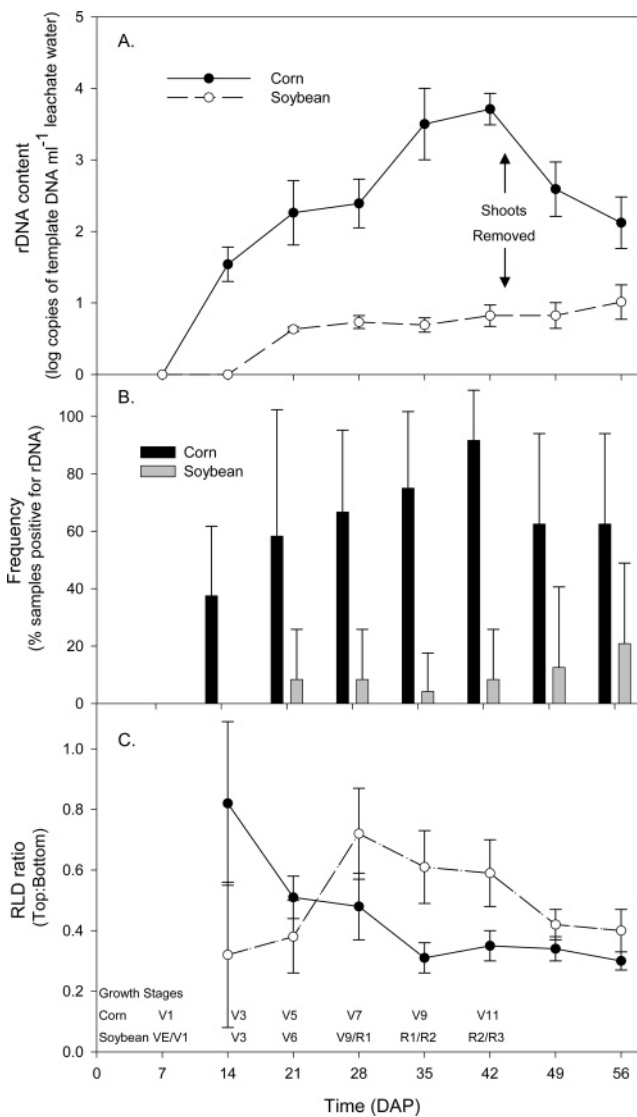 A.
Corn
Soybean
rDNA content
(log copies of template DNA ml⁻¹ leachate water)
5
4
3
2
1
0
Shoots
Removed
B.
Corn
Soybean
Frequency
(% samples positive for rDNA)
100
80
60
40
20
0
C.
RLD ratio
(Top:Bottom)
1.0
0.8
0.6
0.4
0.2
0.0
Growth Stages
Corn V1 V3 V5 V7 V9 V11
Soybean VE/V1 V3 V6 V9/R1 R1/R2 R2/R3
0 7 14 21 28 35 42 49 56
Time (DAP)